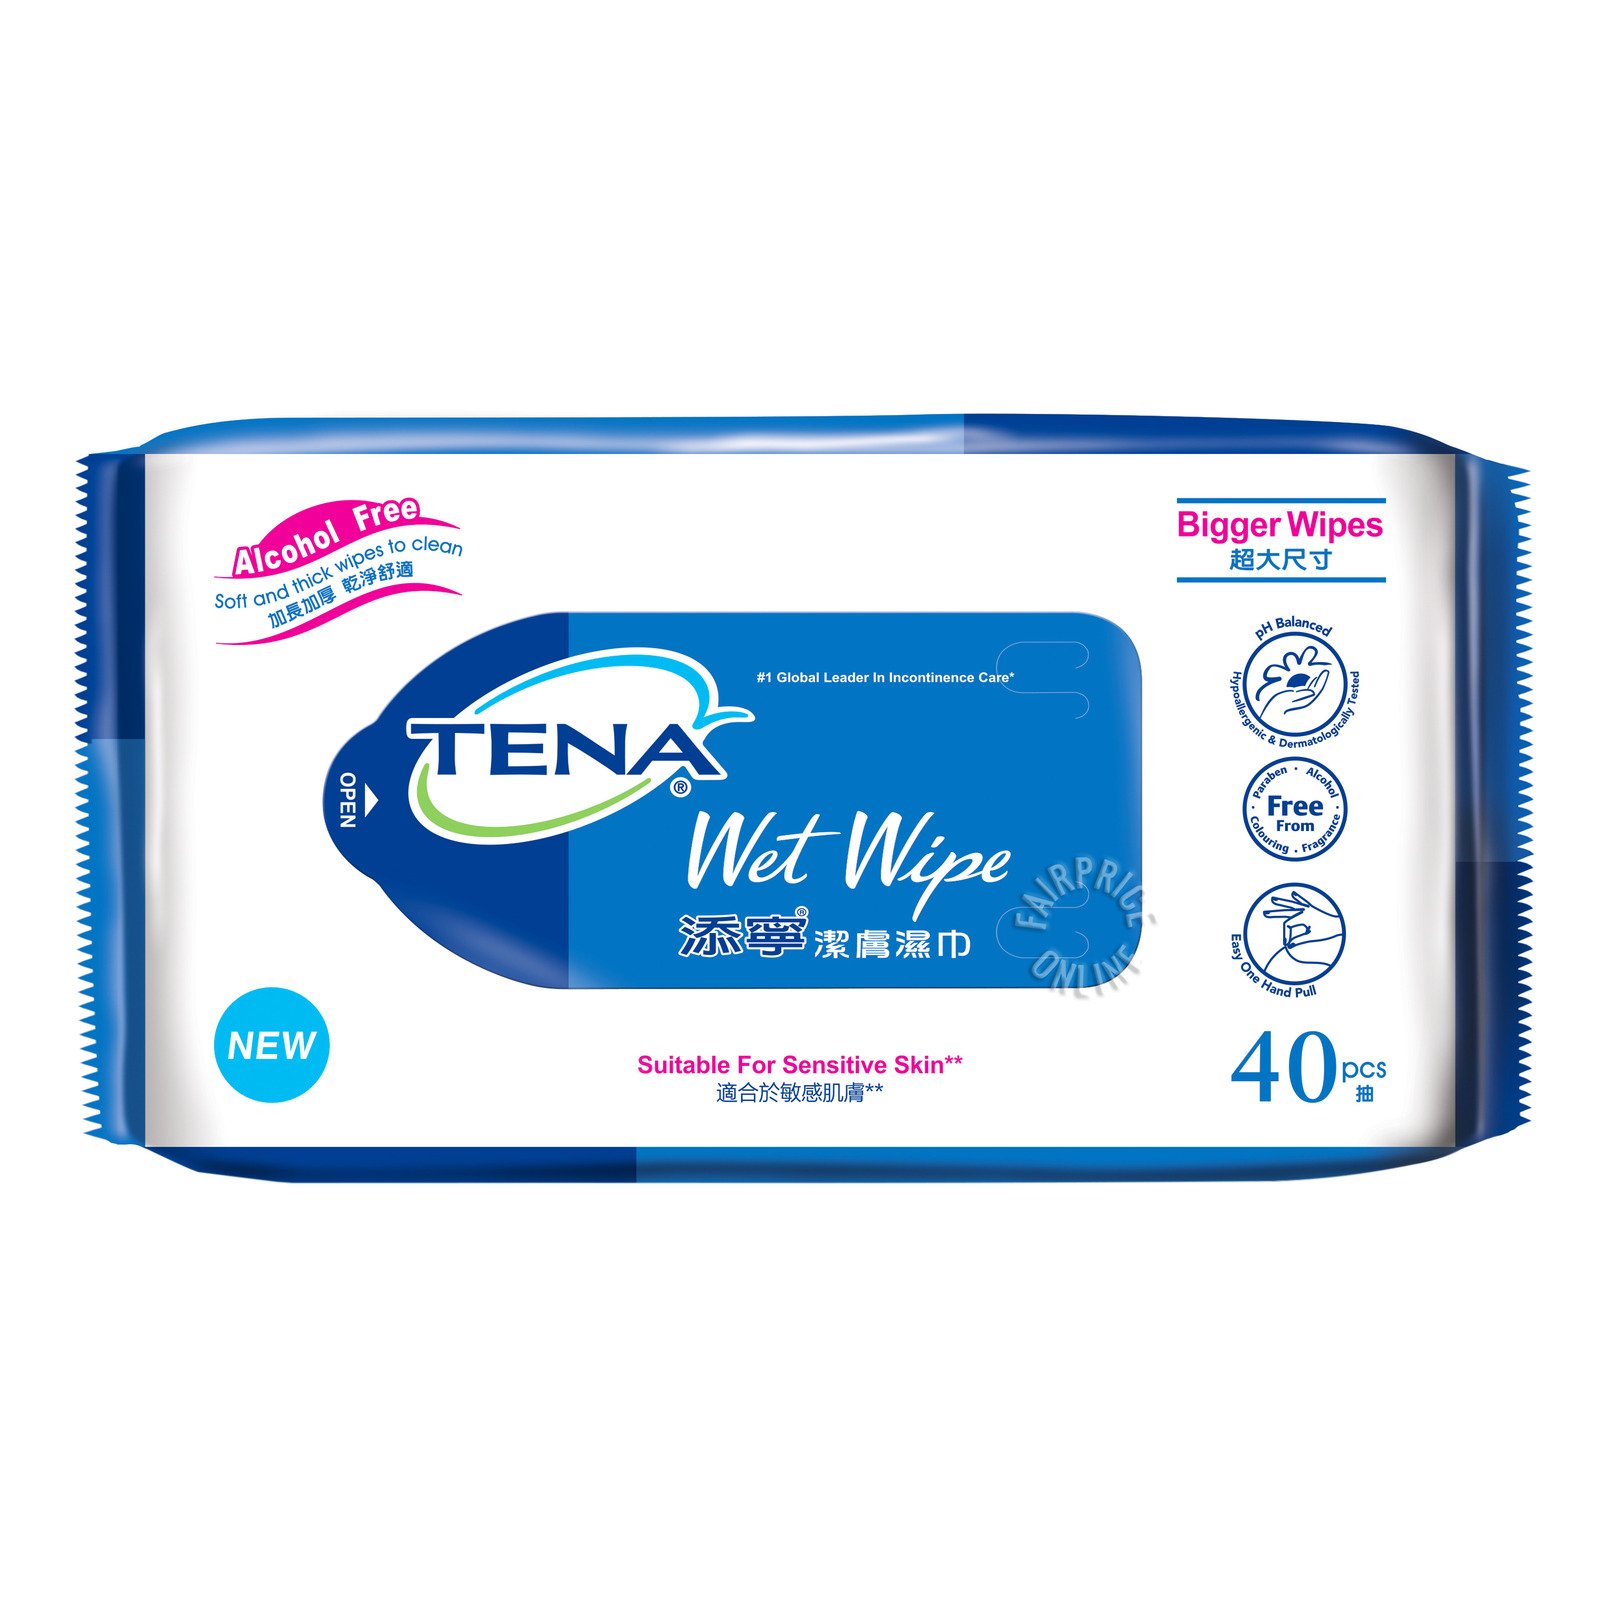 Alcohol Free
Soft and thick wipes to clean
加長加厚 乾淨舒適
Bigger Wipes
超大尺寸
#1 Global Leader In Incontinence Care*
TENA®
OPEN
Wet Wipe
添寧® 潔膚濕巾
FAIRPRICE
ONLINE
pH Balanced
Hypoallergenic & Dermatologically Tested
Paraben · Alcohol · Fragrance · Colouring ·
Free
From
Easy One Hand Pull
NEW
Suitable For Sensitive Skin**
適合於敏感肌膚**
40pcs
抽